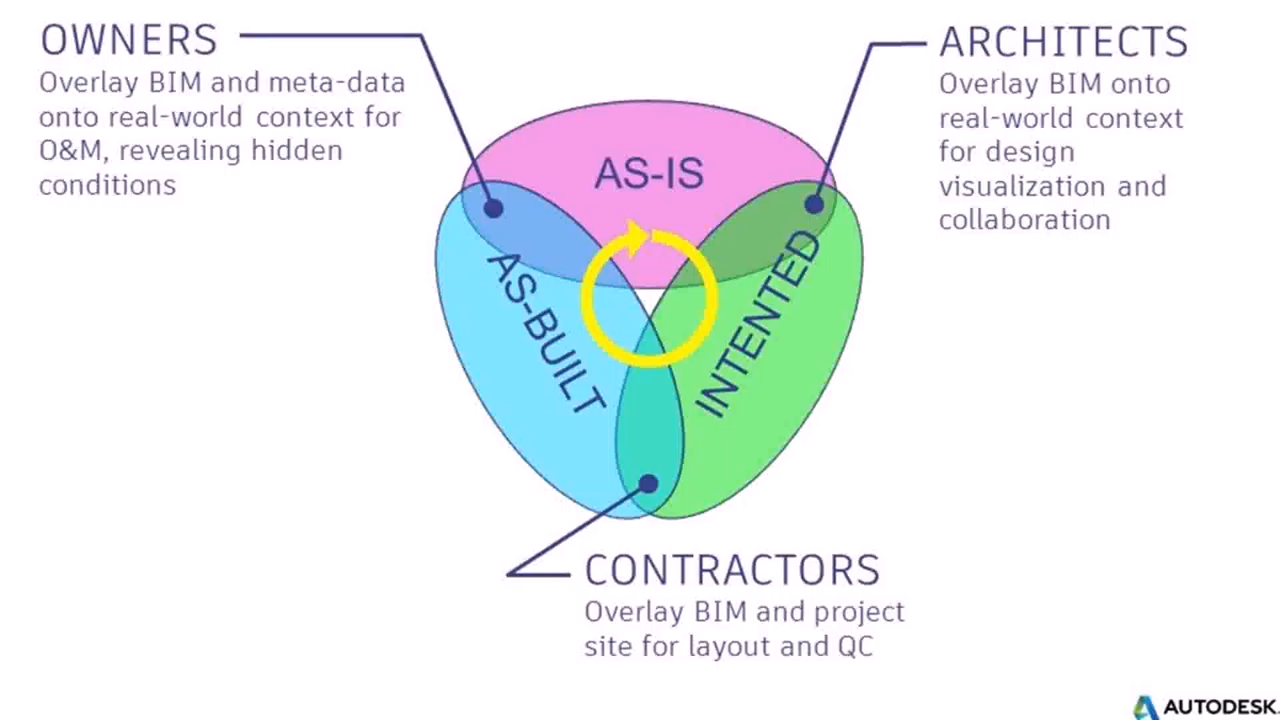 OWNERS
Overlay BIM and meta-data
onto real-world context for
O&M, revealing hidden
conditions
ARCHITECTS
Overlay BIM onto
real-world context
for design
visualization and
collaboration
AS-IS
AS-BUILT
INTENTED
CONTRACTORS
Overlay BIM and project
site for layout and QC
AUTODESK.